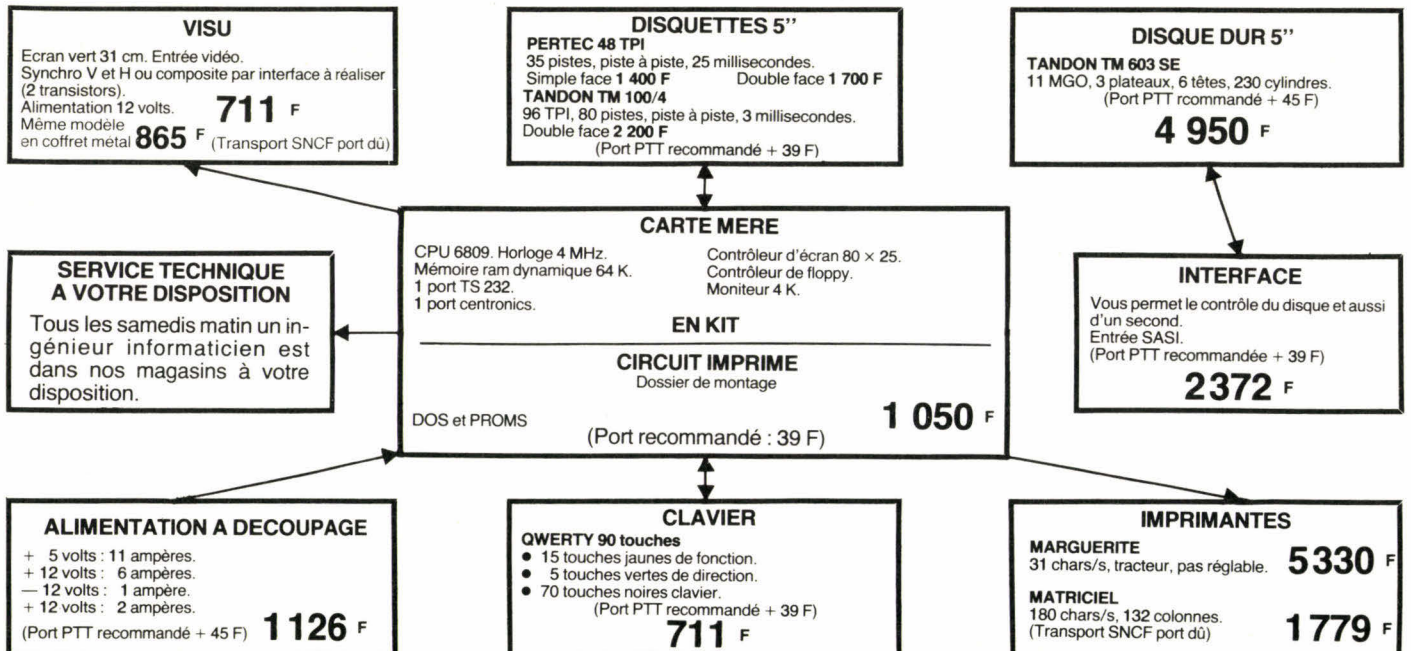 VISU
Ecran vert 31 cm. Entrée vidéo.
Synchro V et H ou composite par interface à réaliser
(2 transistors).
Alimentation 12 volts. 711 F
Même modèle
en coffret métal 865 F (Transport SNCF port dû)
DISQUETTES 5''
PERTEC 48 TPI
35 pistes, piste à piste, 25 millisecondes.
Simple face 1 400 F Double face 1 700 F
TANDON TM 100/4
96 TPI, 80 pistes, piste à piste, 3 millisecondes.
Double face 2 200 F
(Port PTT recommandé + 39 F)
DISQUE DUR 5''
TANDON TM 603 SE
11 MGO, 3 plateaux, 6 têtes, 230 cylindres.
(Port PTT rcommandé + 45 F)
4 950 F
SERVICE TECHNIQUE
A VOTRE DISPOSITION
Tous les samedis matin un in-
génieur informaticien est
dans nos magasins à votre
disposition.
CARTE MERE
CPU 6809. Horloge 4 MHz.
Mémoire ram dynamique 64 K.
1 port TS 232.
1 port centronics.
Contrôleur d'écran 80 × 25.
Contrôleur de floppy.
Moniteur 4 K.
EN KIT
CIRCUIT IMPRIME
Dossier de montage
DOS et PROMS 1 050 F
(Port recommandé : 39 F)
INTERFACE
Vous permet le contrôle du disque et aussi
d'un second.
Entrée SASI.
(Port PTT recommandée + 39 F)
2372 F
ALIMENTATION A DECOUPAGE
+ 5 volts : 11 ampères.
+ 12 volts : 6 ampères.
— 12 volts : 1 ampère.
+ 12 volts : 2 ampères.
(Port PTT recommandé + 45 F) 1126 F
CLAVIER
QWERTY 90 touches
● 15 touches jaunes de fonction.
● 5 touches vertes de direction.
● 70 touches noires clavier.
(Port PTT recommandé + 39 F)
711 F
IMPRIMANTES
MARGUERITE
31 chars/s, tracteur, pas réglable. 5330 F
MATRICIEL
180 chars/s, 132 colonnes.
(Transport SNCF port dû) 1779 F